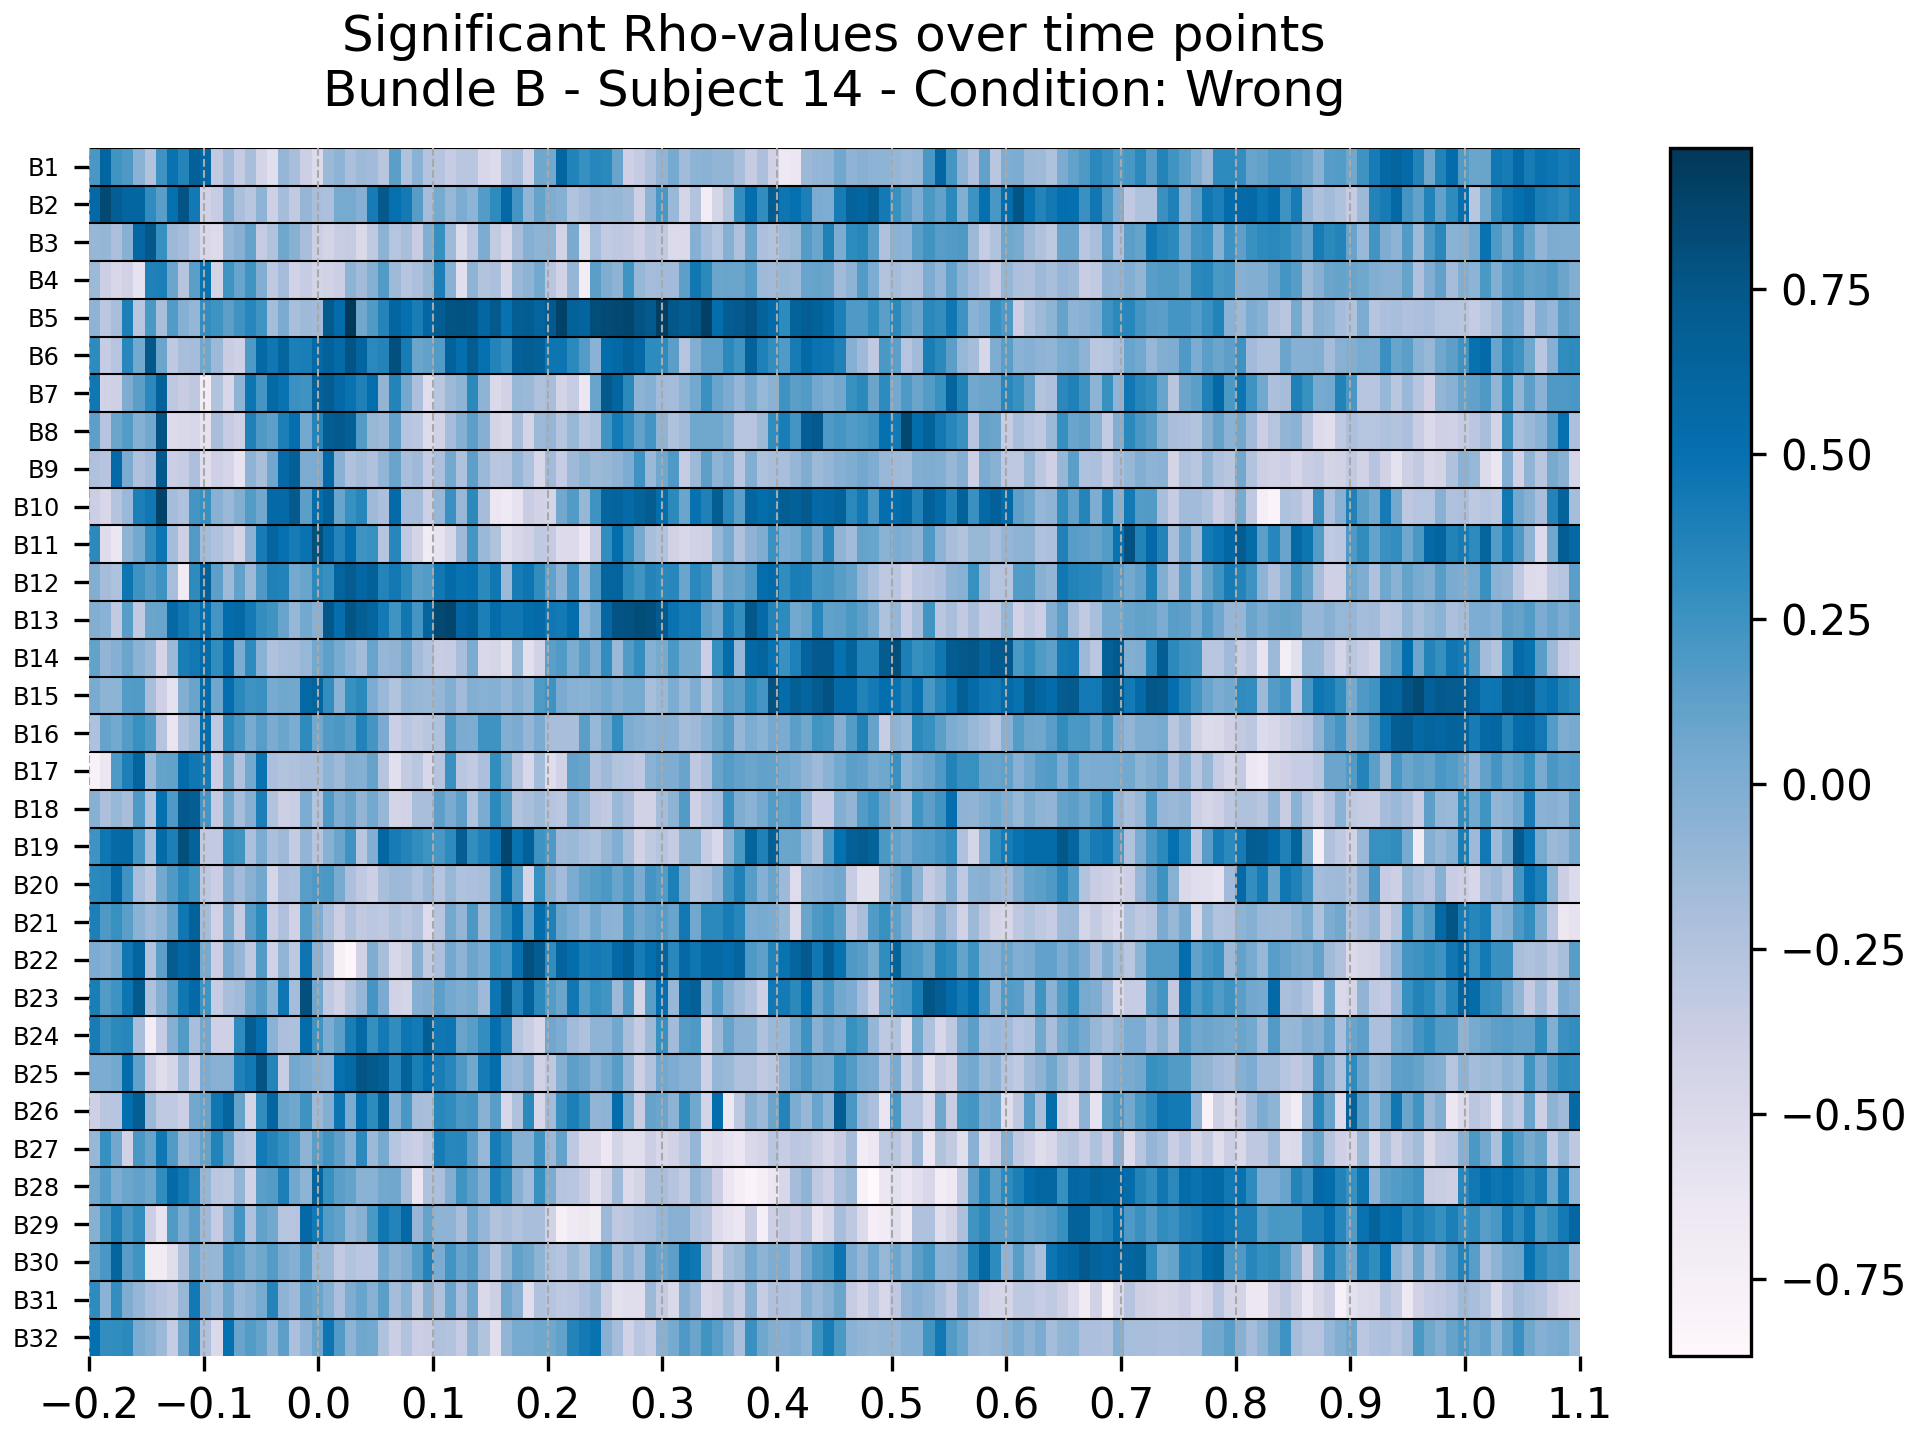 Significant Rho-values over time points
Bundle B - Subject 14 - Condition: Wrong
B1
B2
B3
B4
B5
B6
B7
B8
B9
B10
B11
B12
B13
B14
B15
B16
B17
B18
B19
B20
B21
B22
B23
B24
B25
B26
B27
B28
B29
B30
B31
B32
−0.2 −0.1 0.0 0.1 0.2 0.3 0.4 0.5 0.6 0.7 0.8 0.9 1.0 1.1
0.75
0.50
0.25
0.00
−0.25
−0.50
−0.75